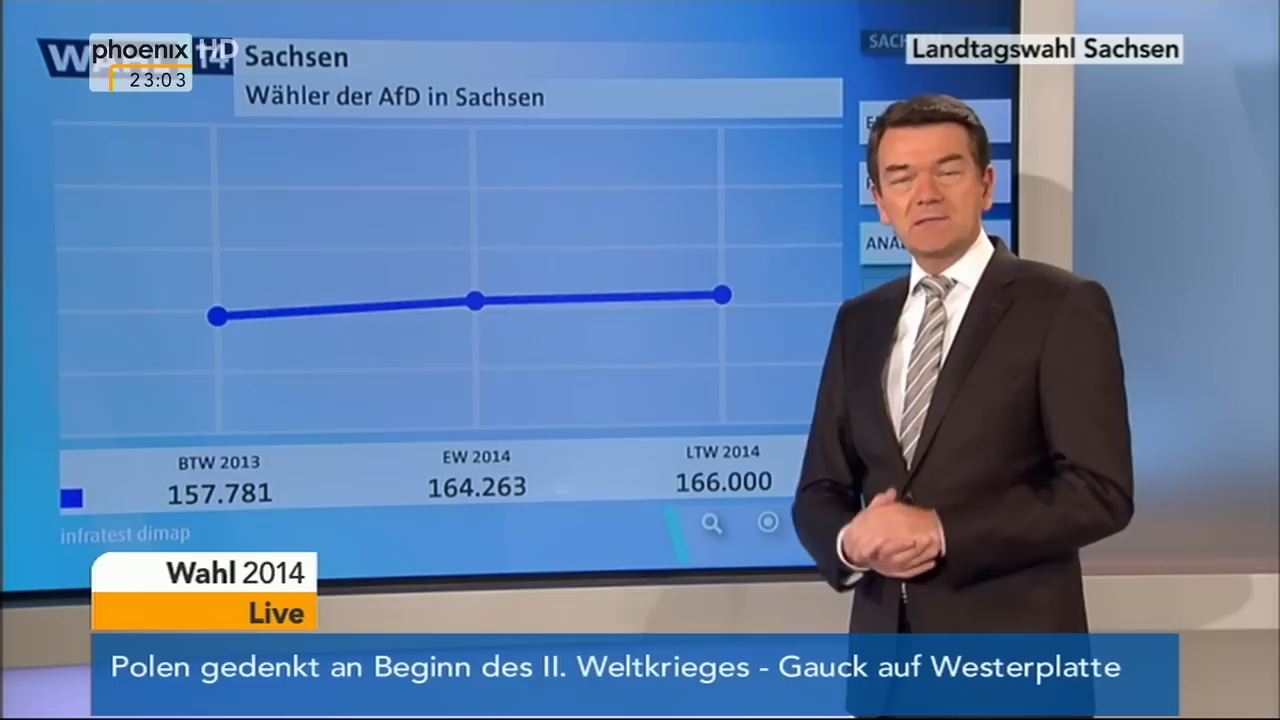 phoenix HD
23:03
Sachsen
Wähler der AfD in Sachsen
Landtagswahl Sachsen
BTW 2013
EW 2014
LTW 2014
157.781
164.263
166.000
infratest dimap
Wahl 2014
Live
Polen gedenkt an Beginn des II. Weltkrieges - Gauck auf Westerplatte